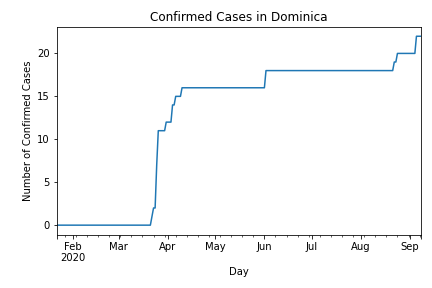 Confirmed Cases in Dominica
Number of Confirmed Cases
20
15
10
5
0
Feb Mar Apr May Jun Jul Aug Sep
2020
Day